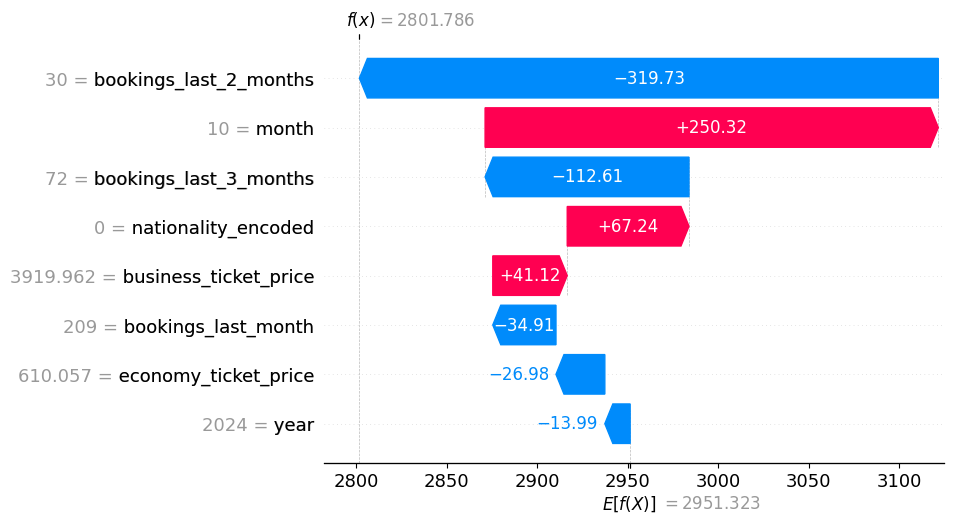 f(x) = 2801.786
30 = bookings_last_2_months
−319.73
10 = month
+250.32
72 = bookings_last_3_months
−112.61
0 = nationality_encoded
+67.24
3919.962 = business_ticket_price
+41.12
209 = bookings_last_month
−34.91
610.057 = economy_ticket_price
−26.98
2024 = year
−13.99
2800 2850 2900 2950 3000 3050 3100
E[f(X)] = 2951.323